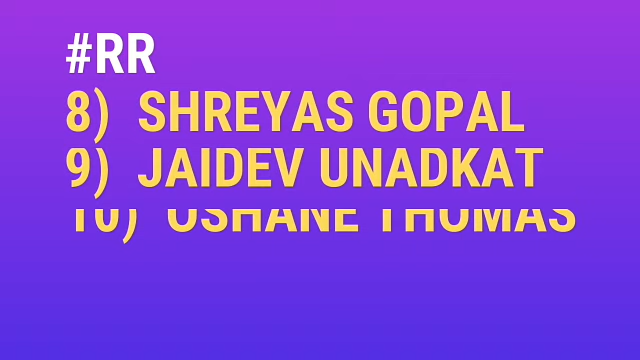 #RR
8) SHREYAS GOPAL
9) JAIDEV UNADKAT
10) OSHANE THOMAS